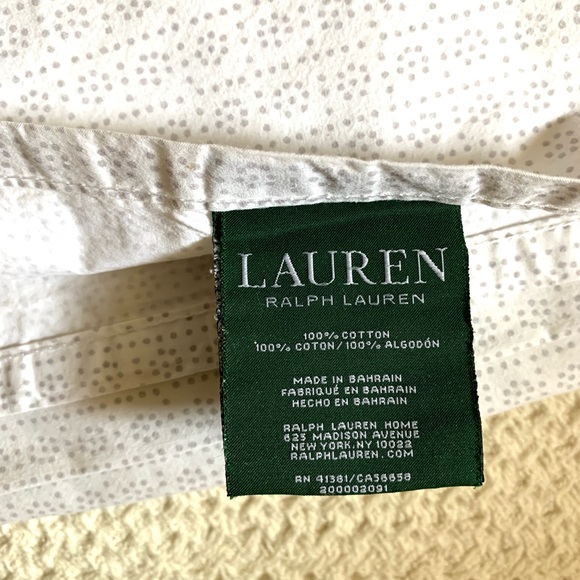 LAUREN
RALPH LAUREN
100% COTTON
100% COTON/100% ALGODÓN
MADE IN BAHRAIN
FABRIQUÉ EN BAHRAIN
HECHO EN BAHRAIN
RALPH LAUREN HOME
625 MADISON AVENUE
NEW YORK, NY 10022
RALPHLAUREN.COM
RN 41381/CA36658
200002091